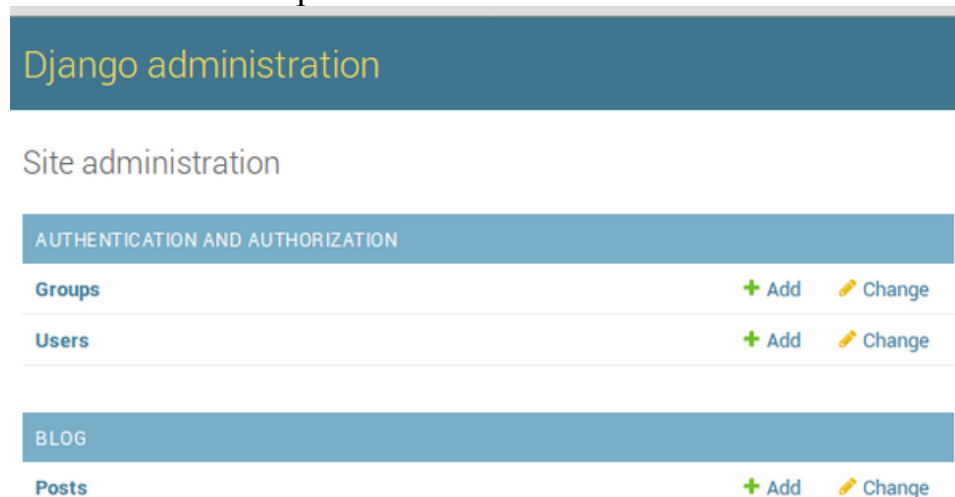 Django administration
Site administration
AUTHENTICATION AND AUTHORIZATION
Groups + Add Change
Users + Add Change
BLOG
Posts + Add Change